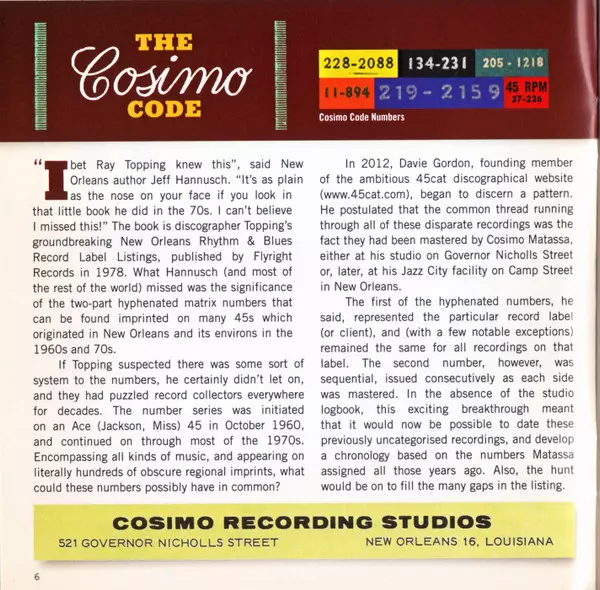 THE
Cosimo
CODE
228-2088 134-231 205-1218
11-894 219-2159 45 RPM
37-226
Cosimo Code Numbers
“I bet Ray Topping knew this”, said New
Orleans author Jeff Hannusch. “It's as plain
as the nose on your face if you look in
that little book he did in the 70s. I can't believe
I missed this!” The book is discographer Topping's
groundbreaking New Orleans Rhythm & Blues
Record Label Listings, published by Flyright
Records in 1978. What Hannusch (and most of
the rest of the world) missed was the significance
of the two-part hyphenated matrix numbers that
can be found imprinted on many 45s which
originated in New Orleans and its environs in the
1960s and 70s.
If Topping suspected there was some sort of
system to the numbers, he certainly didn't let on,
and they had puzzled record collectors everywhere
for decades. The number series was initiated
on an Ace (Jackson, Miss) 45 in October 1960,
and continued on through most of the 1970s.
Encompassing all kinds of music, and appearing on
literally hundreds of obscure regional imprints, what
could these numbers possibly have in common?
In 2012, Davie Gordon, founding member
of the ambitious 45cat discographical website
(www.45cat.com), began to discern a pattern.
He postulated that the common thread running
through all of these disparate recordings was the
fact they had been mastered by Cosimo Matassa,
either at his studio on Governor Nicholls Street
or, later, at his Jazz City facility on Camp Street
in New Orleans.
The first of the hyphenated numbers, he
said, represented the particular record label
(or client), and (with a few notable exceptions)
remained the same for all recordings on that
label. The second number, however, was
sequential, issued consecutively as each side
was mastered. In the absence of the studio
logbook, this exciting breakthrough meant
that it would now be possible to date these
previously uncategorised recordings, and develop
a chronology based on the numbers Matassa
assigned all those years ago. Also, the hunt
would be on to fill the many gaps in the listing.
COSIMO RECORDING STUDIOS
521 GOVERNOR NICHOLLS STREET NEW ORLEANS 16, LOUISIANA
6